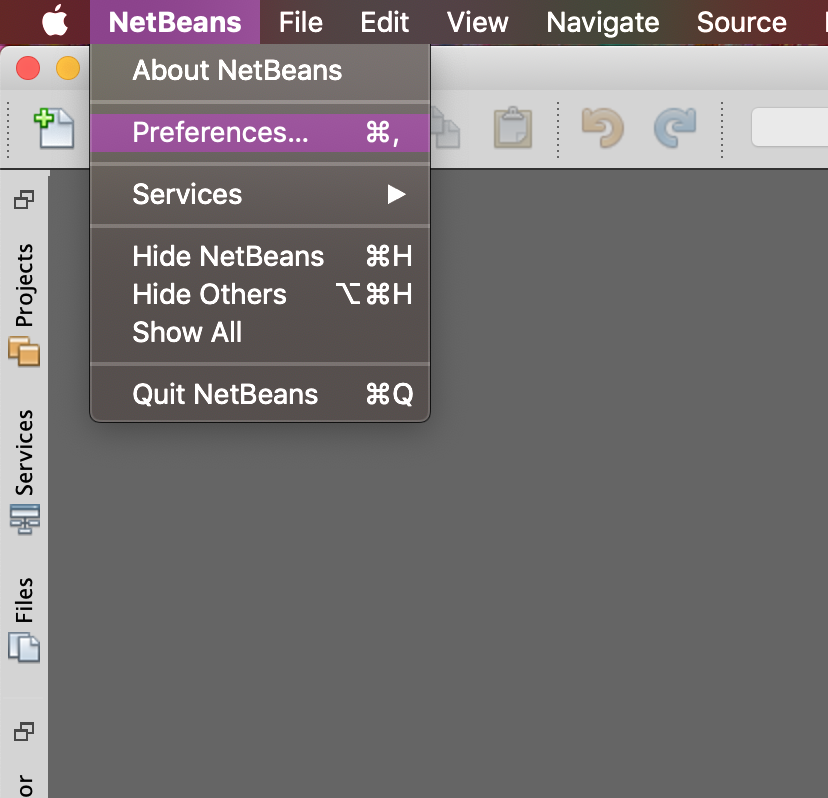 NetBeans File Edit View Navigate Source
About NetBeans
Preferences... ⌘,
Services ▶
Hide NetBeans ⌘H
Hide Others ⌥⌘H
Show All
Quit NetBeans ⌘Q
Projects
Services
Files
or